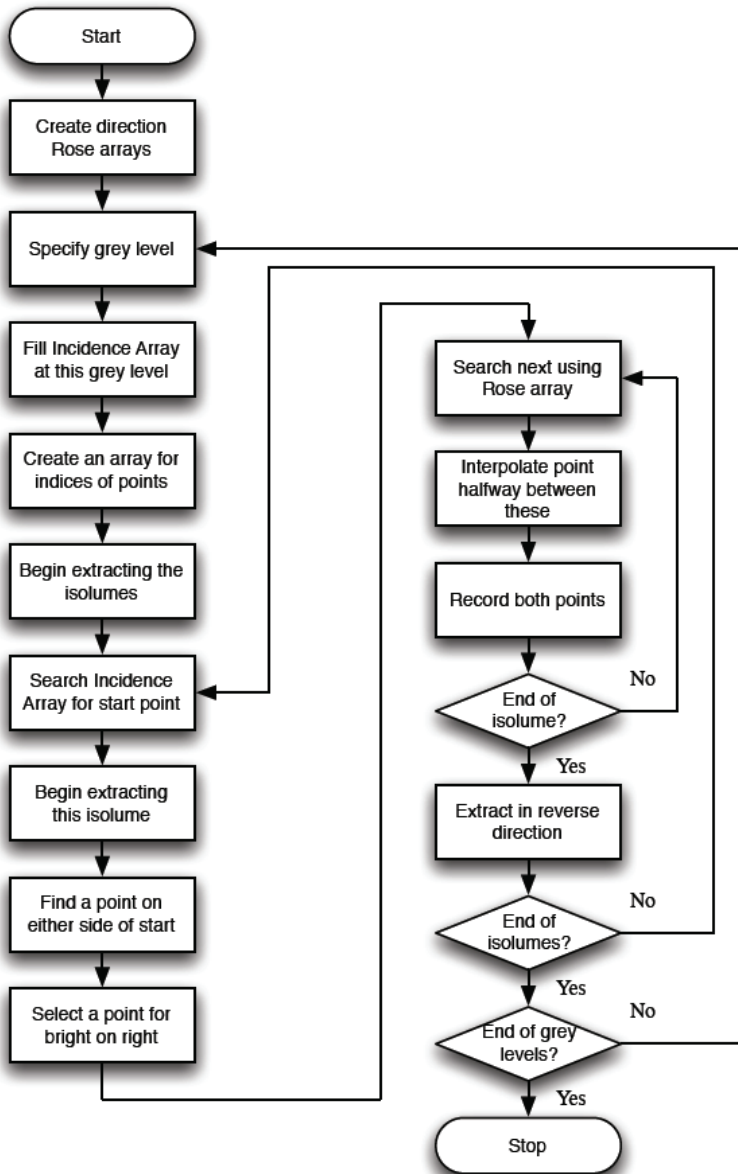 Start
Create direction
Rose arrays
Specify grey level
Fill Incidence Array
at this grey level
Create an array for
indices of points
Begin extracting the
isolumes
Search Incidence
Array for start point
Begin extracting
this isolume
Find a point on
either side of start
Select a point for
bright on right
Search next using
Rose array
Interpolate point
halfway between
these
Record both points
End of
isolume?
No
Yes
Extract in reverse
direction
End of
isolumes?
No
Yes
End of grey
levels?
No
Yes
Stop